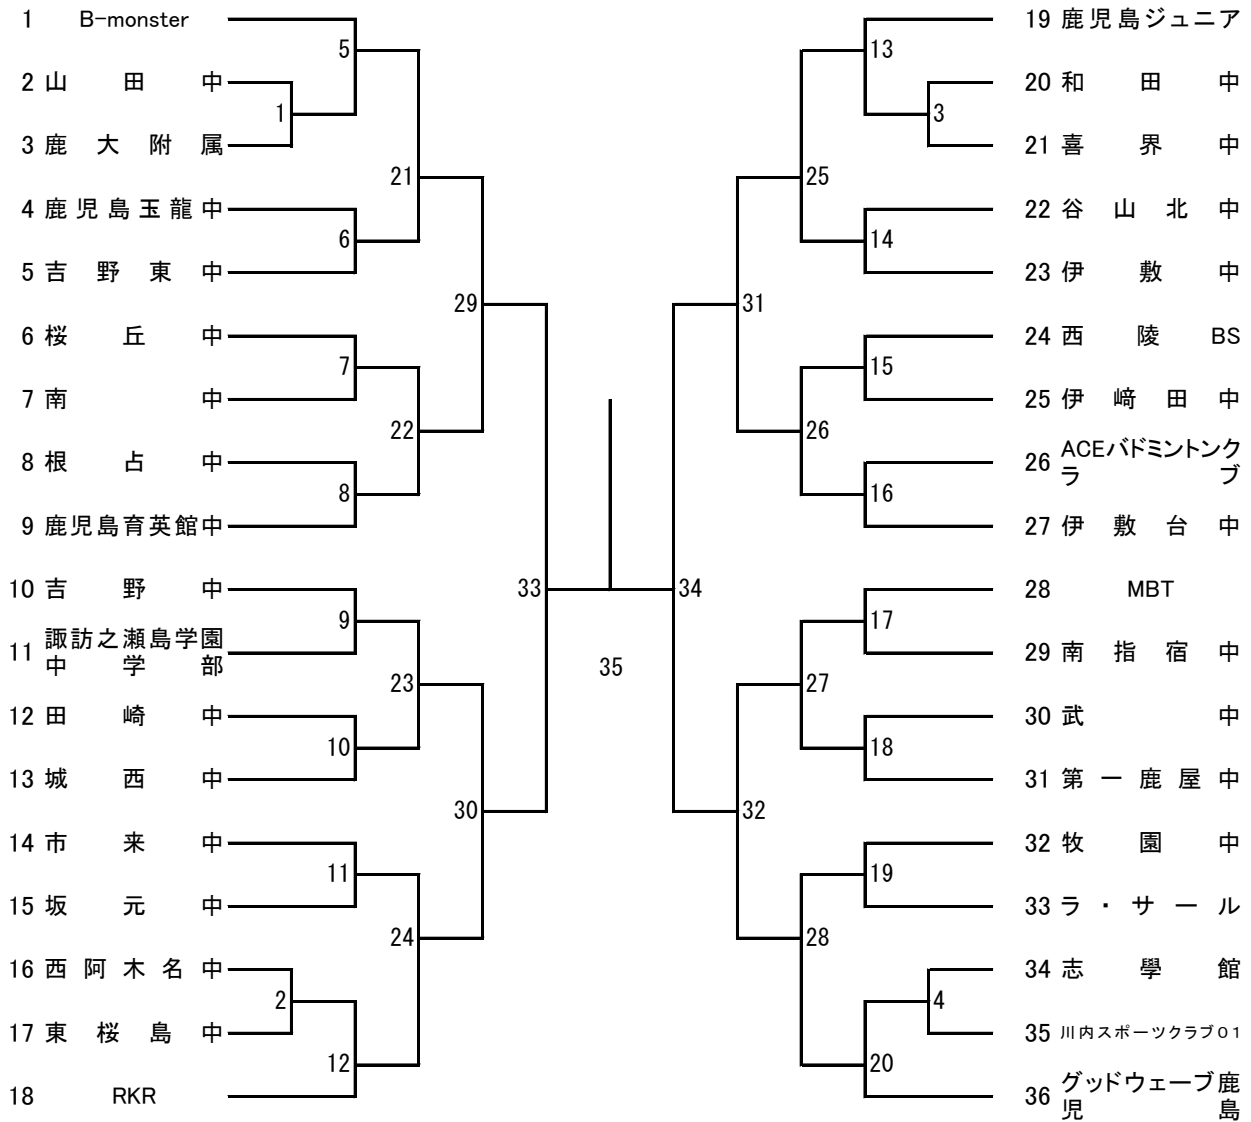 1 B-monster
2 山田中
3 鹿大附属
4 鹿児島玉龍中
5 吉野東中
6 桜丘中
7 南中
8 根占中
9 鹿児島育英館中
10 吉野中
11 諏訪之瀬島学園
中学部
12 田崎中
13 城西中
14 市来中
15 坂元中
16 西阿木名中
17 東桜島中
18 RKR
1
2
5
6
7
8
9
10
11
12
21
22
23
24
29
30
33
35
34
31
32
25
26
27
28
13
14
15
16
17
18
19
20
3
4
19 鹿児島ジュニア
20 和田中
21 喜界中
22 谷山北中
23 伊敷中
24 西陵BS
25 伊﨑田中
26 ACEバドミントンク
ラブ
27 伊敷台中
28 MBT
29 南指宿中
30 武中
31 第一鹿屋中
32 牧園中
33 ラ・サール
34 志學館
35 川内スポーツクラブ01
36 グッドウェーブ鹿
児島